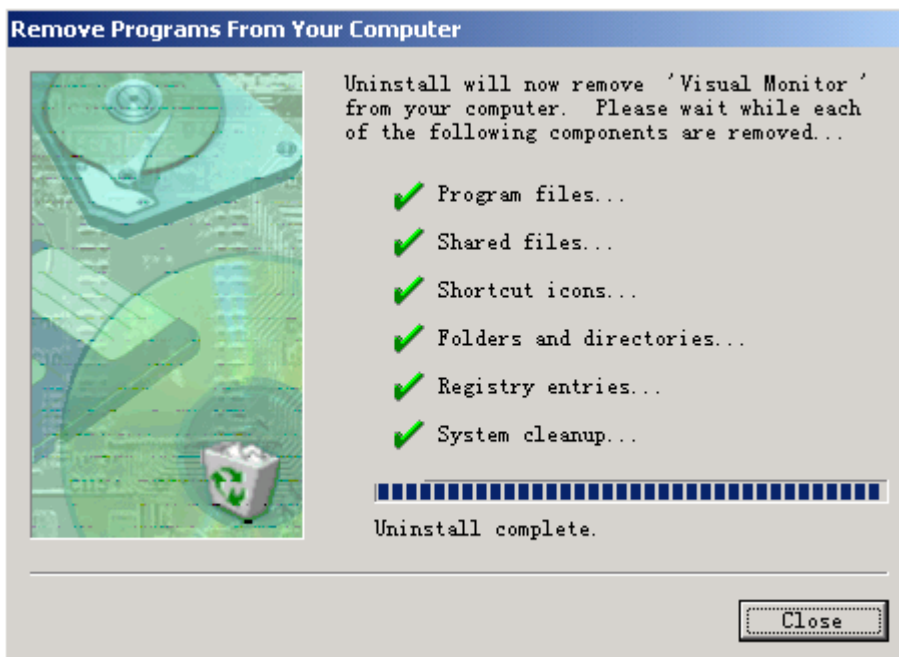 Remove Programs From Your Computer
Uninstall will now remove 'Visual Monitor '
from your computer. Please wait while each
of the following components are removed...
Program files...
Shared files...
Shortcut icons...
Folders and directories...
Registry entries...
System cleanup...
Uninstall complete.
Close